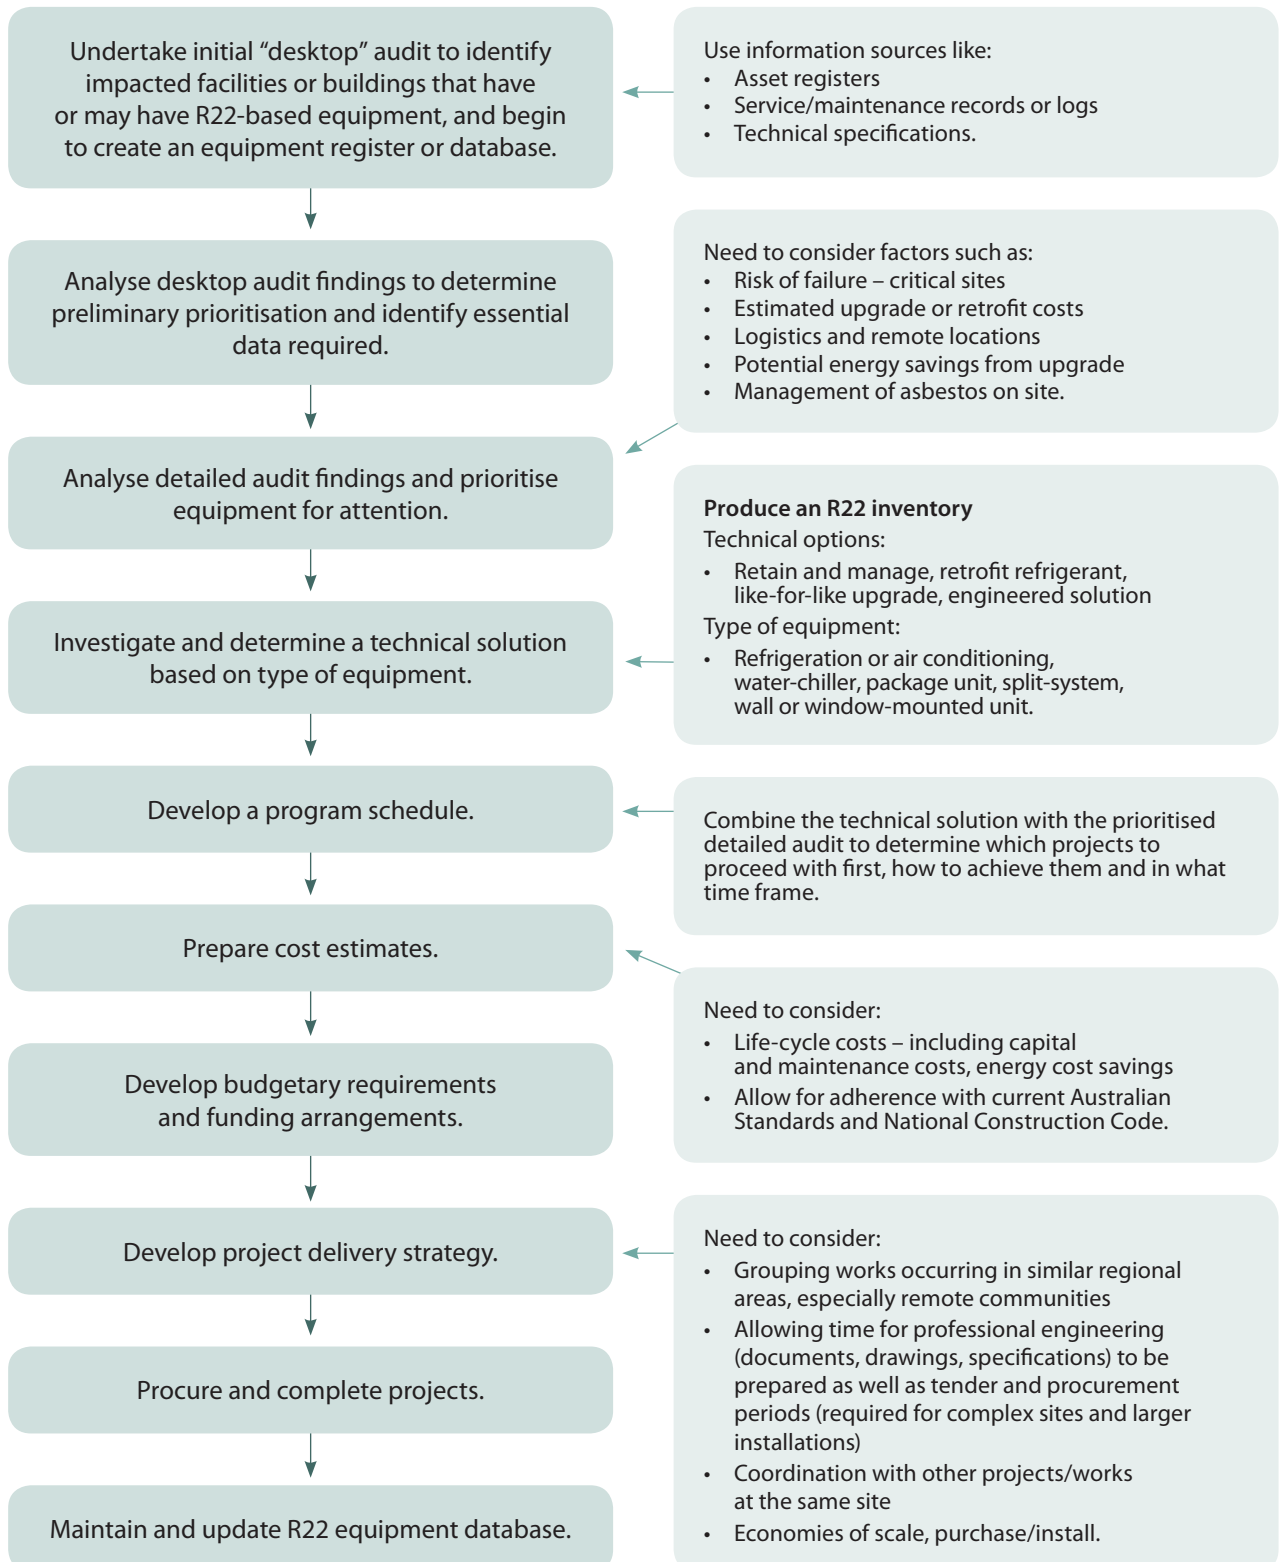 Undertake initial “desktop” audit to identify
impacted facilities or buildings that have
or may have R22-based equipment, and begin
to create an equipment register or database.
Use information sources like:
• Asset registers
• Service/maintenance records or logs
• Technical specifications.
Analyse desktop audit findings to determine
preliminary prioritisation and identify essential
data required.
Need to consider factors such as:
• Risk of failure – critical sites
• Estimated upgrade or retrofit costs
• Logistics and remote locations
• Potential energy savings from upgrade
• Management of asbestos on site.
Analyse detailed audit findings and prioritise
equipment for attention.
Produce an R22 inventory
Technical options:
• Retain and manage, retrofit refrigerant,
like-for-like upgrade, engineered solution
Type of equipment:
• Refrigeration or air conditioning,
water-chiller, package unit, split-system,
wall or window-mounted unit.
Investigate and determine a technical solution
based on type of equipment.
Develop a program schedule.
Combine the technical solution with the prioritised
detailed audit to determine which projects to
proceed with first, how to achieve them and in what
time frame.
Prepare cost estimates.
Need to consider:
• Life-cycle costs – including capital
and maintenance costs, energy cost savings
• Allow for adherence with current Australian
Standards and National Construction Code.
Develop budgetary requirements
and funding arrangements.
Develop project delivery strategy.
Need to consider:
• Grouping works occurring in similar regional
areas, especially remote communities
• Allowing time for professional engineering
(documents, drawings, specifications) to be
prepared as well as tender and procurement
periods (required for complex sites and larger
installations)
• Coordination with other projects/works
at the same site
• Economies of scale, purchase/install.
Procure and complete projects.
Maintain and update R22 equipment database.